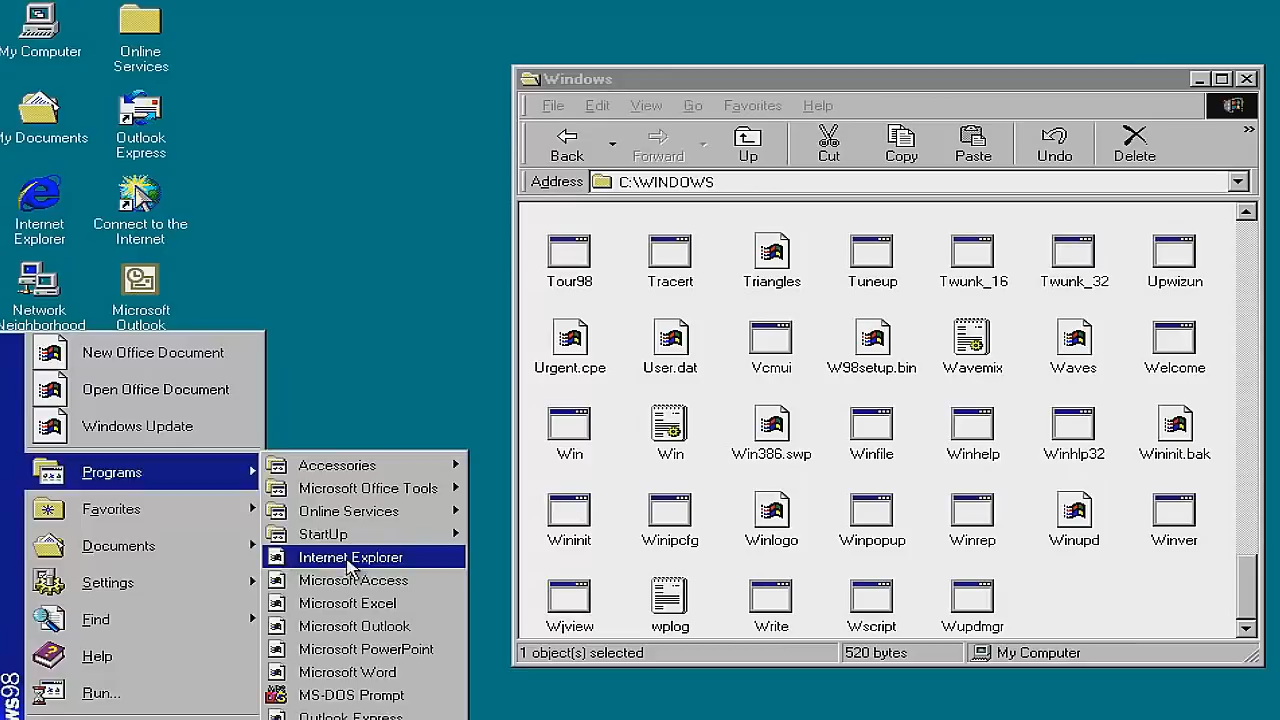 My Computer
Online
Services
My Documents
Outlook
Express
Internet
Explorer
Connect to the
Internet
Network
Neighborhood
Microsoft
Outlook
New Office Document
Open Office Document
Windows Update
Programs
Favorites
Documents
Settings
Find
Help
Run...
ws98
Accessories
Microsoft Office Tools
Online Services
StartUp
Internet Explorer
Microsoft Access
Microsoft Excel
Microsoft Outlook
Microsoft PowerPoint
Microsoft Word
MS-DOS Prompt
Outlook Express
Windows
File Edit View Go Favorites Help
Back Forward Up Cut Copy Paste Undo Delete
Address C:\WINDOWS
Tour98 Tracert Triangles Tuneup Twunk_16 Twunk_32 Upwizun
Urgent.cpe User.dat Vcmui W98setup.bin Wavemix Waves Welcome
Win Win Win386.swp Winfile Winhelp Winhlp32 Wininit.bak
Wininit Winipcfg Winlogo Winpopup Winrep Winupd Winver
Wjview wplog Write Wscript Wupdmgr
1 object(s) selected 520 bytes My Computer